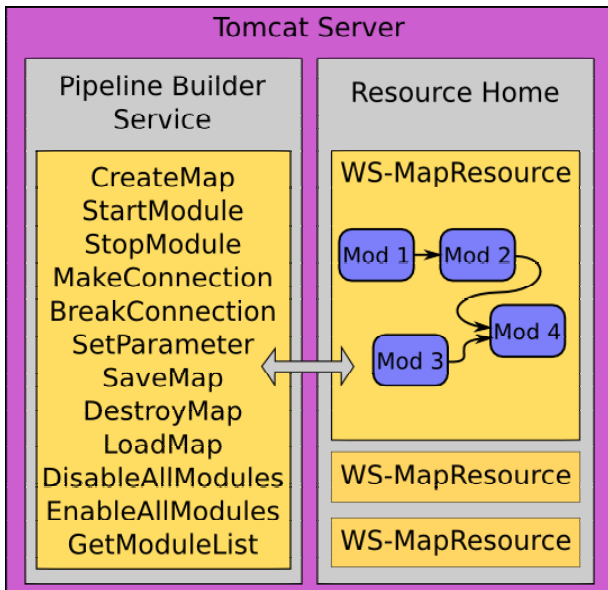 Tomcat Server
Pipeline Builder
Service
CreateMap
StartModule
StopModule
MakeConnection
BreakConnection
SetParameter
SaveMap
DestroyMap
LoadMap
DisableAllModules
EnableAllModules
GetModuleList
Resource Home
WS-MapResource
Mod 1
Mod 2
Mod 3
Mod 4
WS-MapResource
WS-MapResource